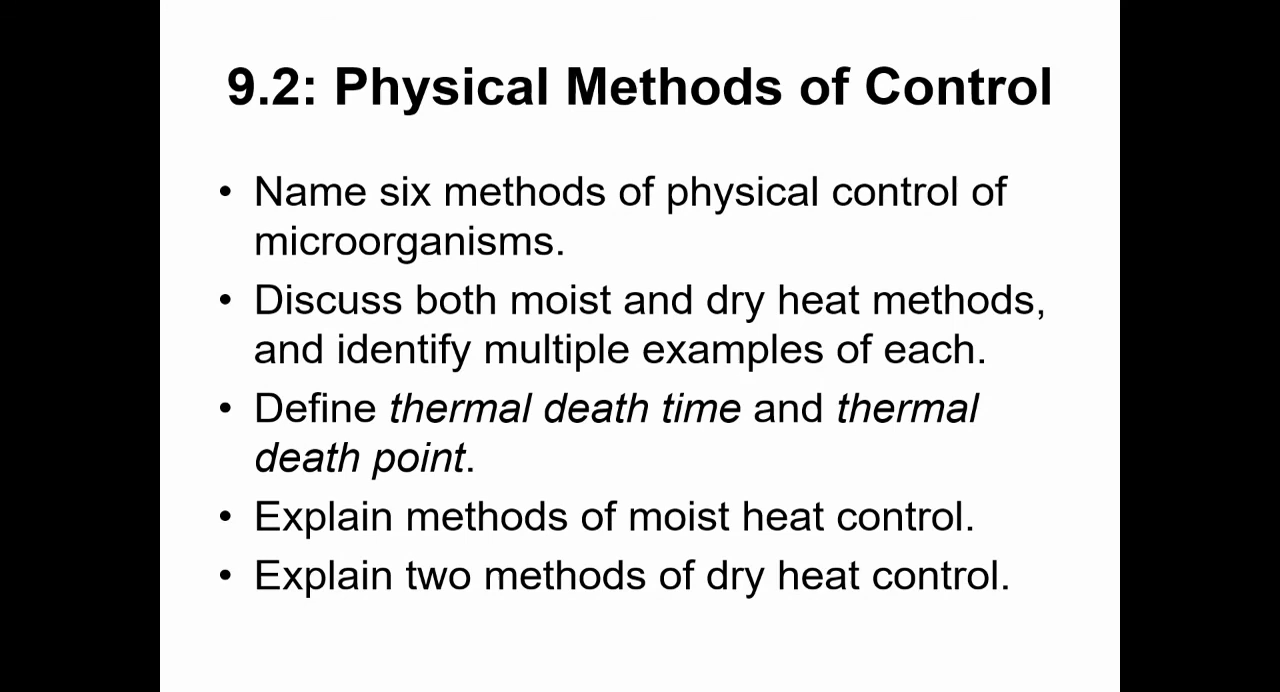 9.2: Physical Methods of Control
• Name six methods of physical control of
microorganisms.
• Discuss both moist and dry heat methods,
and identify multiple examples of each.
• Define thermal death time and thermal
death point.
• Explain methods of moist heat control.
• Explain two methods of dry heat control.